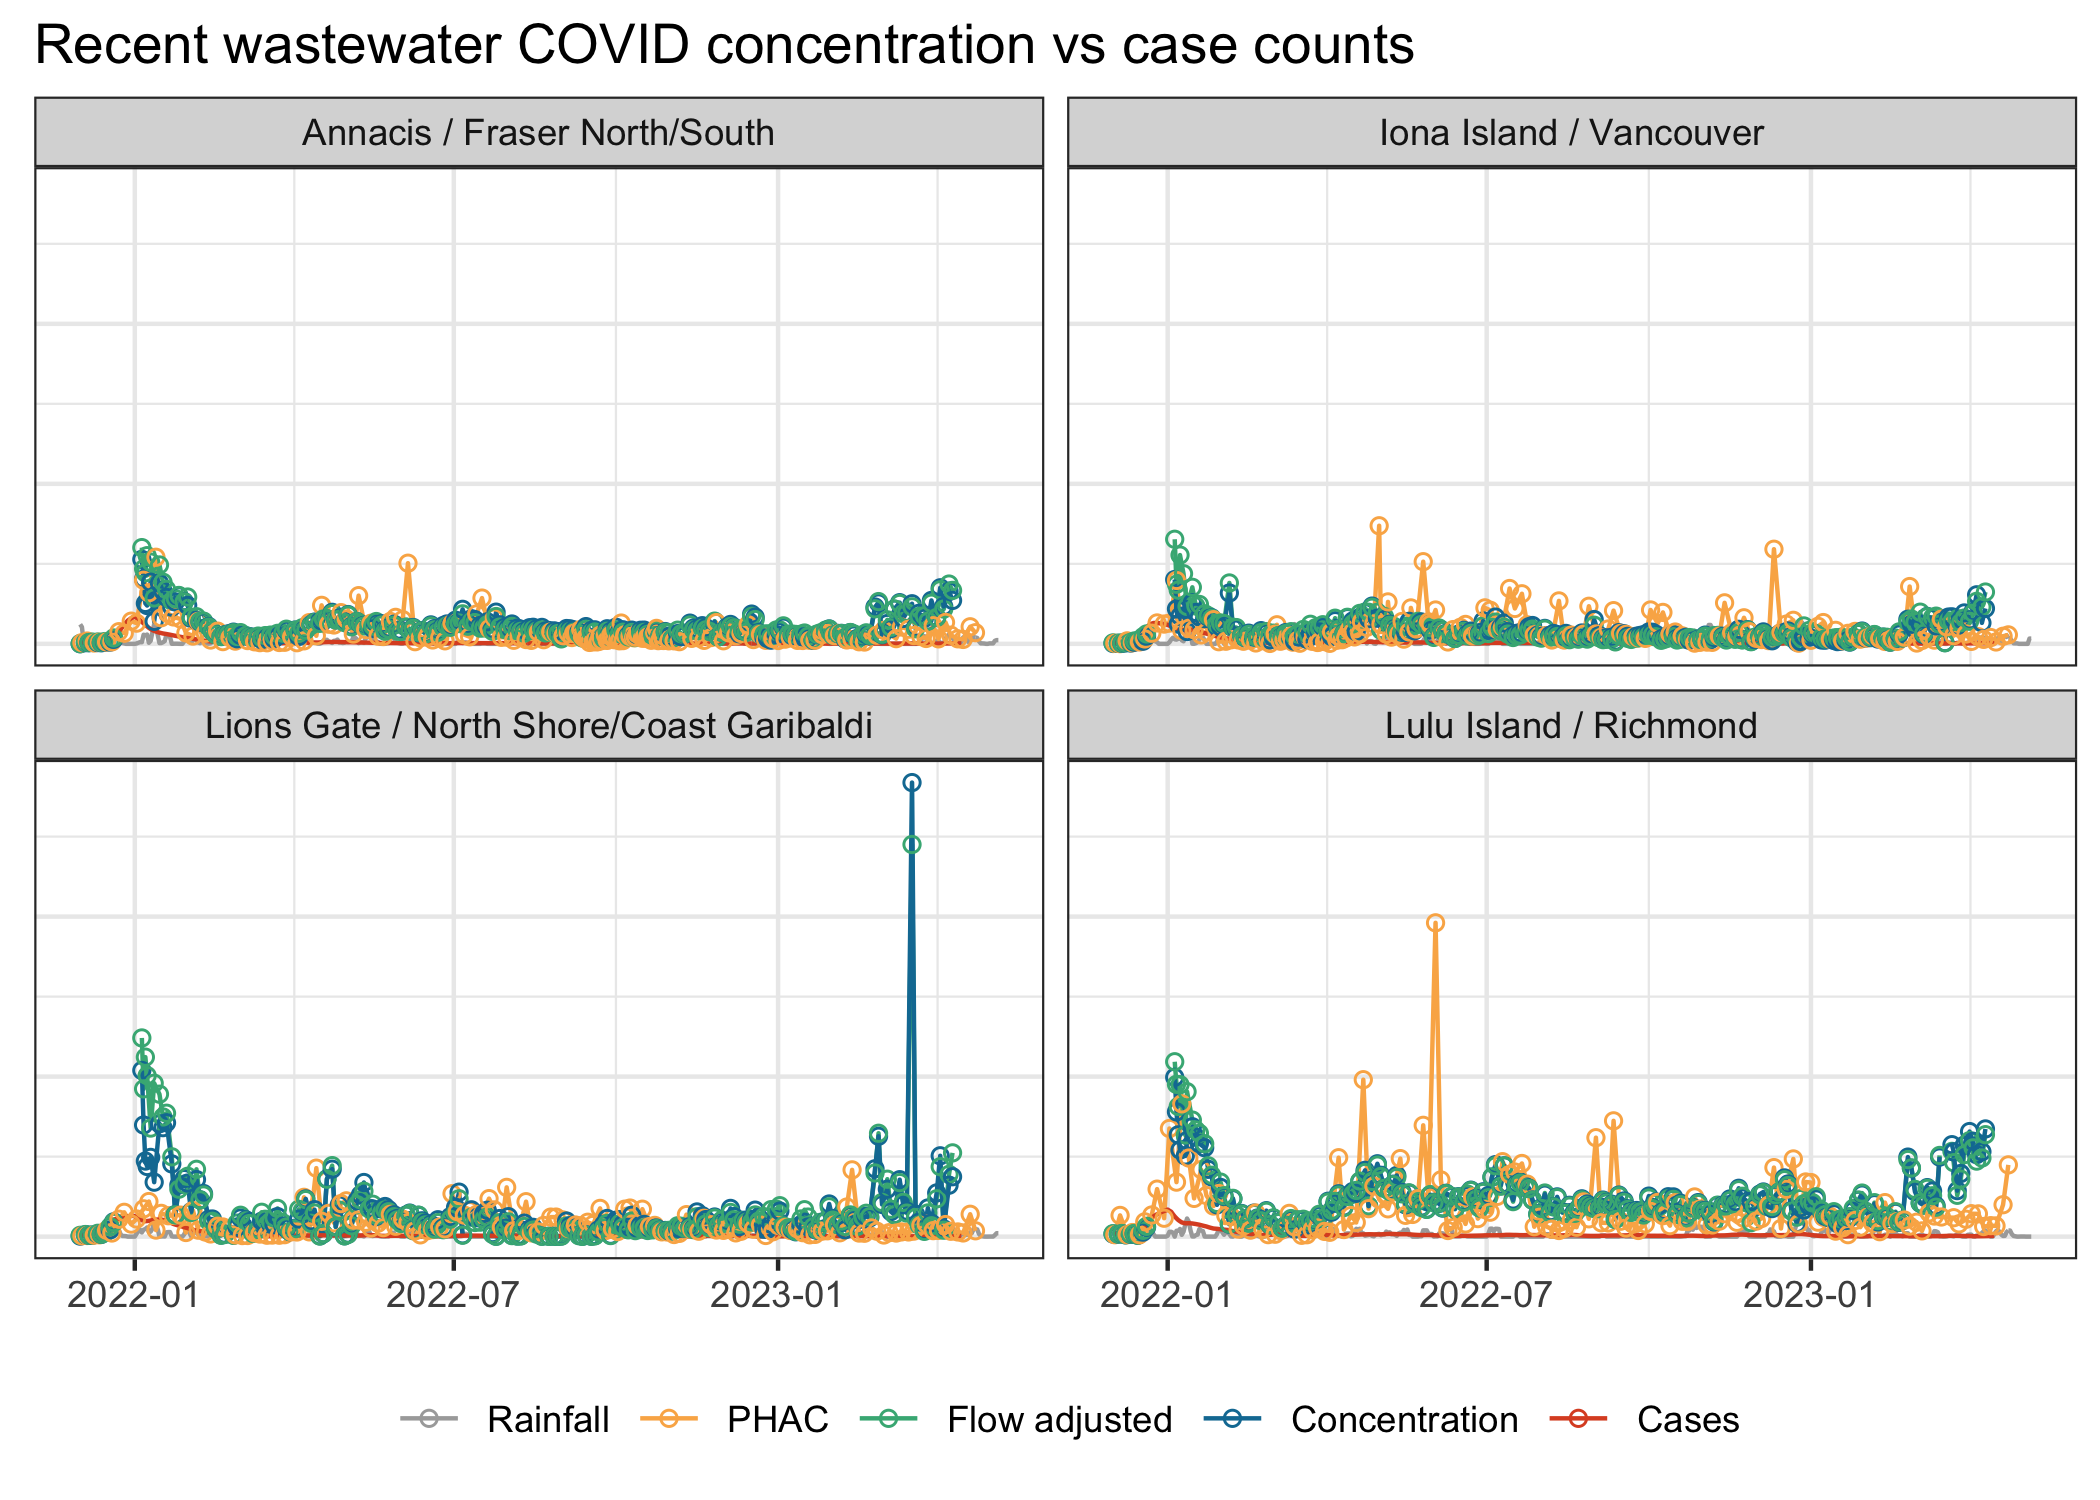 Recent wastewater COVID concentration vs case counts
Annacis / Fraser North/South
Iona Island / Vancouver
Lions Gate / North Shore/Coast Garibaldi
Lulu Island / Richmond
2022-01 2022-07 2023-01 2022-01 2022-07 2023-01
Rainfall PHAC Flow adjusted Concentration Cases